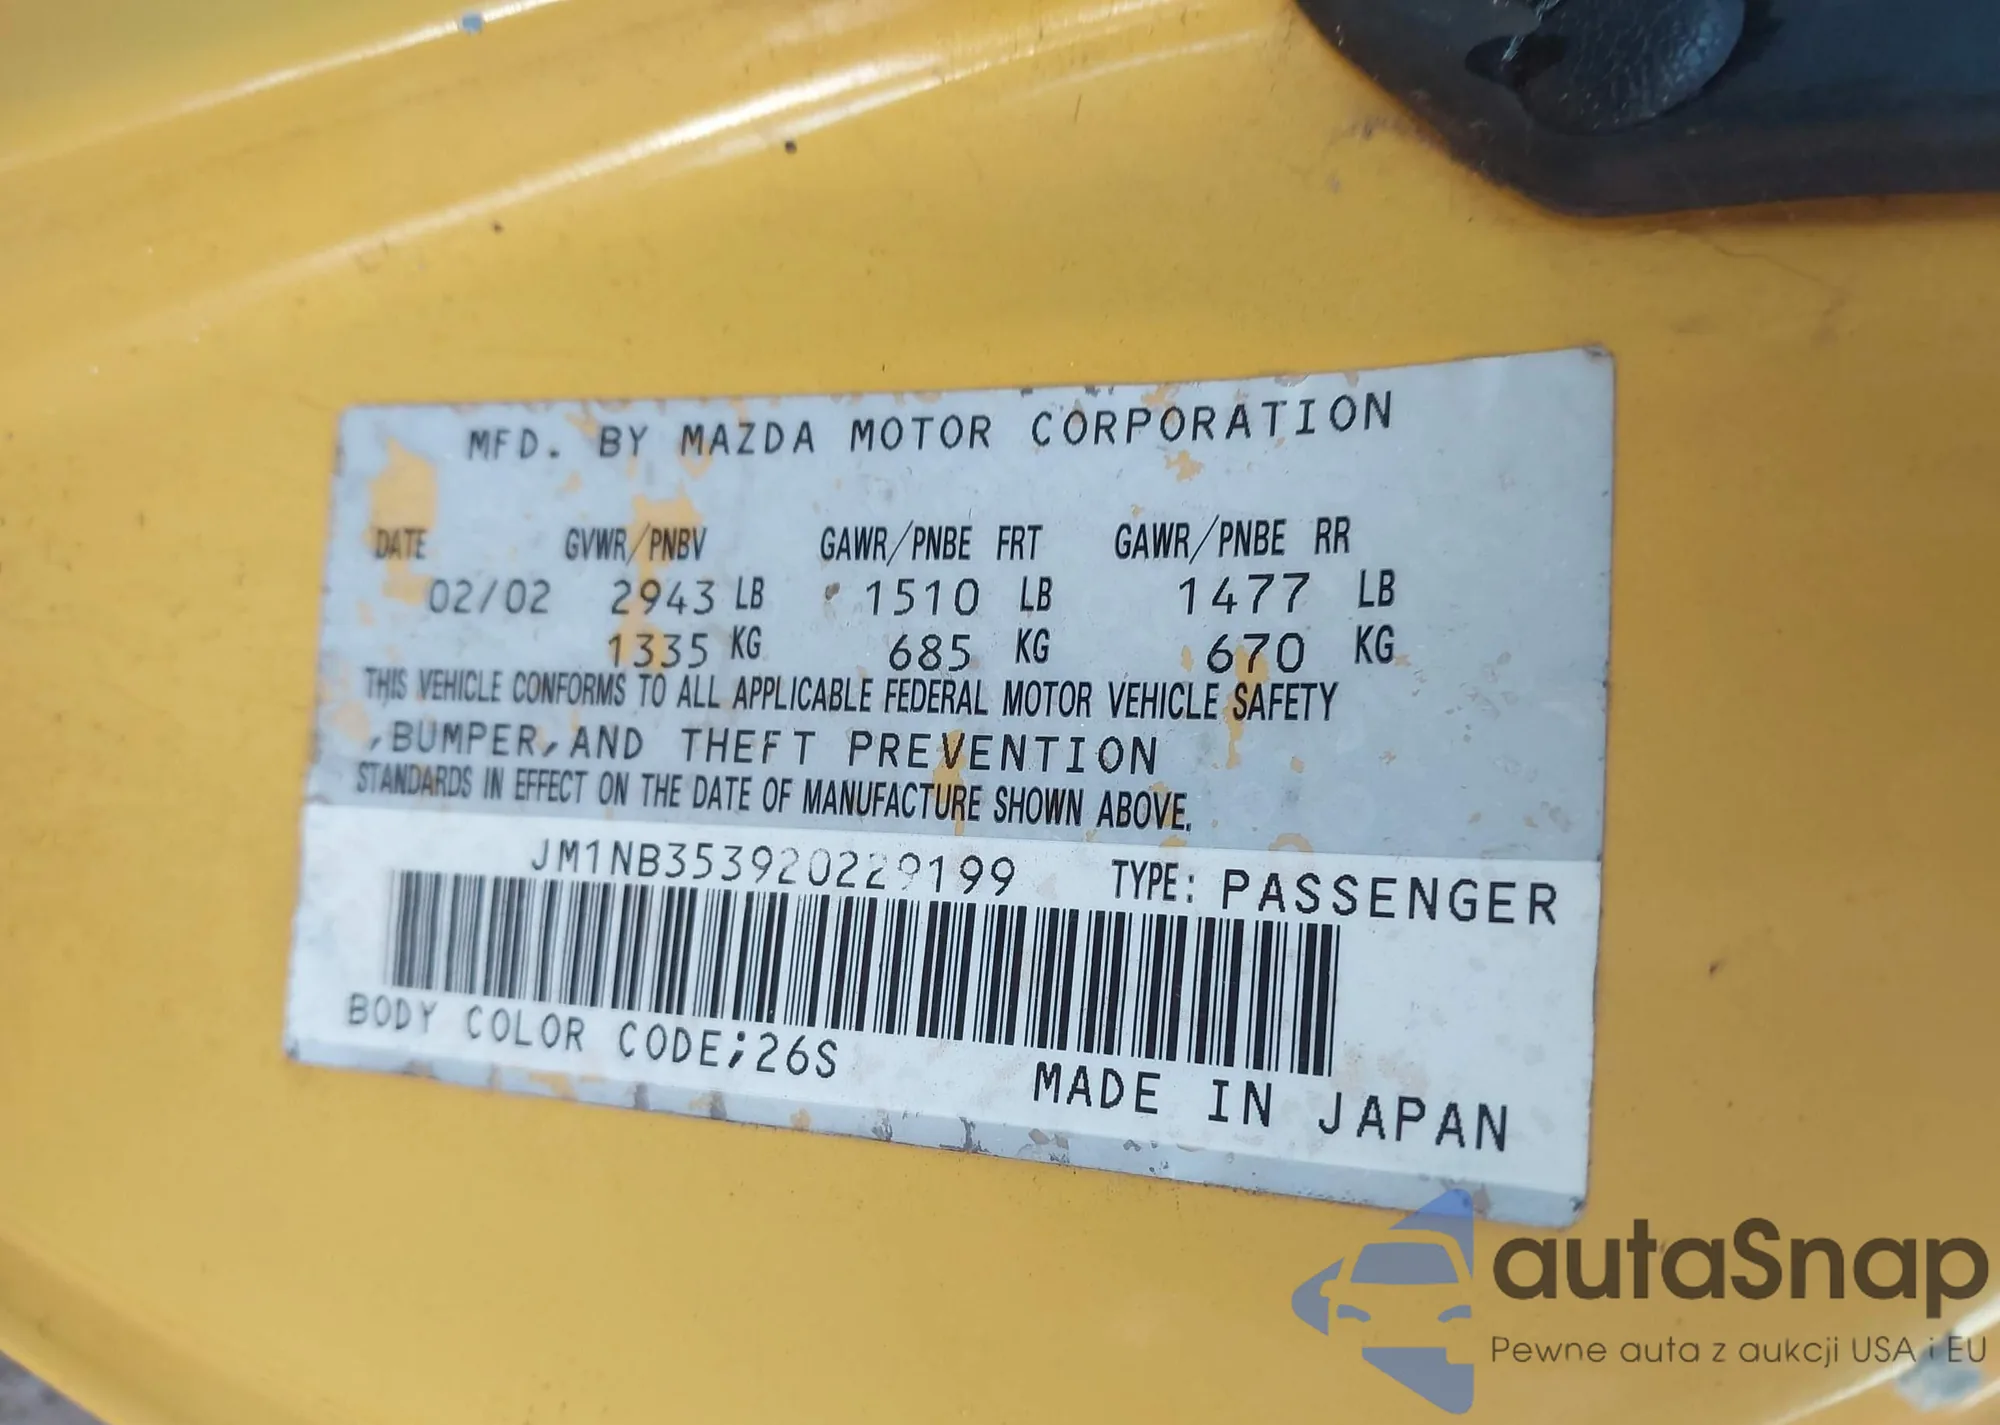 MFD. BY MAZDA MOTOR CORPORATION
DATE GVWR/PNBV GAWR/PNBE FRT GAWR/PNBE RR
02/02 2943 LB 1510 LB 1477 LB
1335 KG 685 KG 670 KG
THIS VEHICLE CONFORMS TO ALL APPLICABLE FEDERAL MOTOR VEHICLE SAFETY
,BUMPER,AND THEFT PREVENTION
STANDARDS IN EFFECT ON THE DATE OF MANUFACTURE SHOWN ABOVE.
JM1NB353920229199 TYPE: PASSENGER
BODY COLOR CODE;26S
MADE IN JAPAN
autaSnap
Pewne auta z aukcji USA i EU